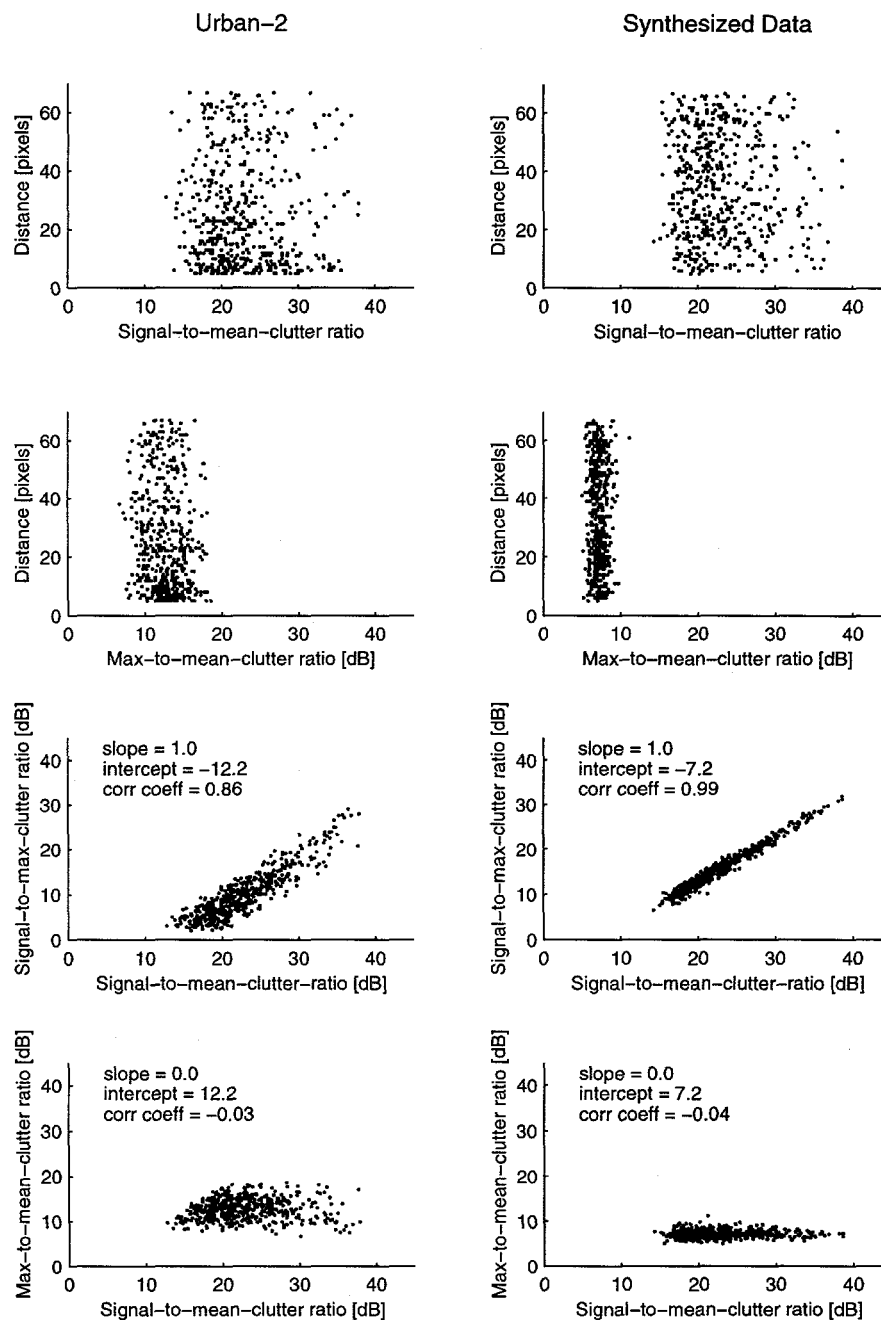 Urban−2
Synthesized Data
Distance [pixels]
60
40
20
0
0 10 20 30 40
Signal−to−mean−clutter ratio
Distance [pixels]
60
40
20
0
0 10 20 30 40
Signal−to−mean−clutter ratio
Distance [pixels]
60
40
20
0
0 10 20 30 40
Max−to−mean−clutter ratio [dB]
Distance [pixels]
60
40
20
0
0 10 20 30 40
Max−to−mean−clutter ratio [dB]
Signal−to−max−clutter ratio [dB]
slope = 1.0
intercept = −12.2
corr coeff = 0.86
40
30
20
10
0
0 10 20 30 40
Signal−to−mean−clutter−ratio [dB]
Signal−to−max−clutter ratio [dB]
slope = 1.0
intercept = −7.2
corr coeff = 0.99
40
30
20
10
0
0 10 20 30 40
Signal−to−mean−clutter−ratio [dB]
Max−to−mean−clutter ratio [dB]
slope = 0.0
intercept = 12.2
corr coeff = −0.03
40
30
20
10
0
0 10 20 30 40
Signal−to−mean−clutter ratio [dB]
Max−to−mean−clutter ratio [dB]
slope = 0.0
intercept = 7.2
corr coeff = −0.04
40
30
20
10
0
0 10 20 30 40
Signal−to−mean−clutter ratio [dB]